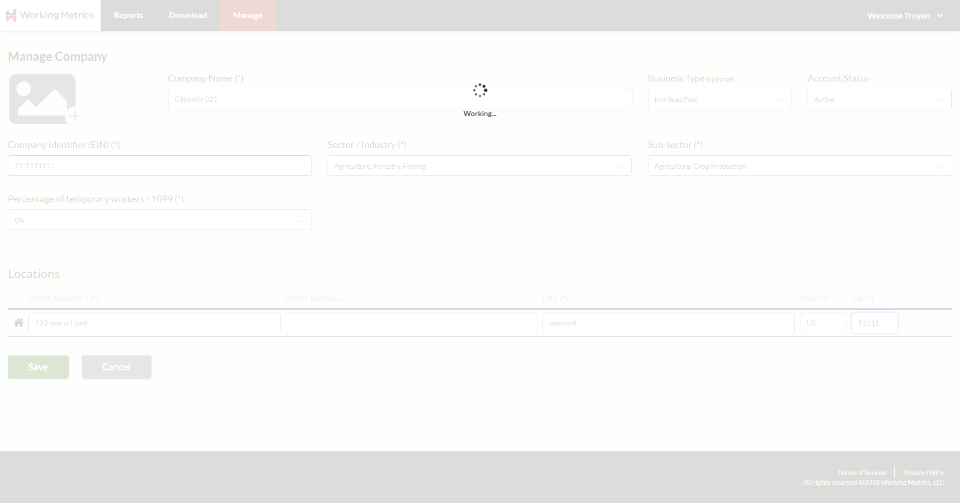 Working Metrics
Reports
Download
Manage
Welcome Truyen
Manage Company
Company Name (*)
Business Type (optional)
Account Status
Cdbently 021
Not Specified
Active
Working...
Company Identifier (EIN) (*)
Sector / Industry (*)
Sub-sector (*)
11-1111111
Agriculture, Forestry, Fishing
Agricultural Crop Production
Percentage of temporary workers / 1099 (*)
0%
Locations
Street Address 1 (*)
Street Address 2
City (*)
State (*)
Zip (*)
123 new orl land
newyork
US
11111
Save
Cancel
Terms of Service
Privacy Policy
All rights reserved ©2018 Working Metrics, LLC